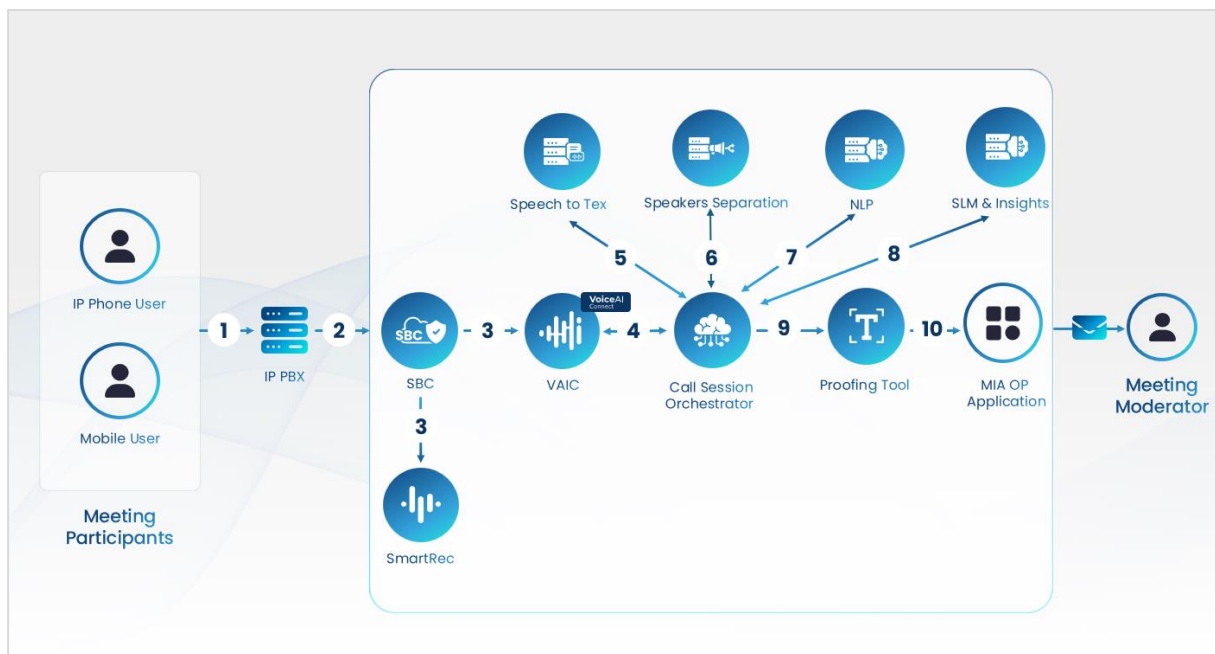 Speech to Tex
Speakers Separation
NLP
SLM & Insights
5
6
7
8
IP Phone User
Mobile User
Meeting
Participants
1
IP PBX
2
SBC
SBC
3
3
SmartRec
VoiceAI
Connect
VAIC
4
Call Session
Orchestrator
9
T
Proofing Tool
10
MIA OP
Application
Meeting
Moderator